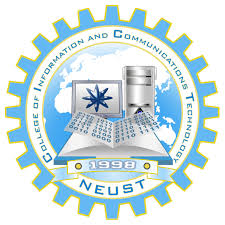 COLLEGE OF INFORMATION AND COMMUNICATIONS TECHNOLOGY
1998
NEUST